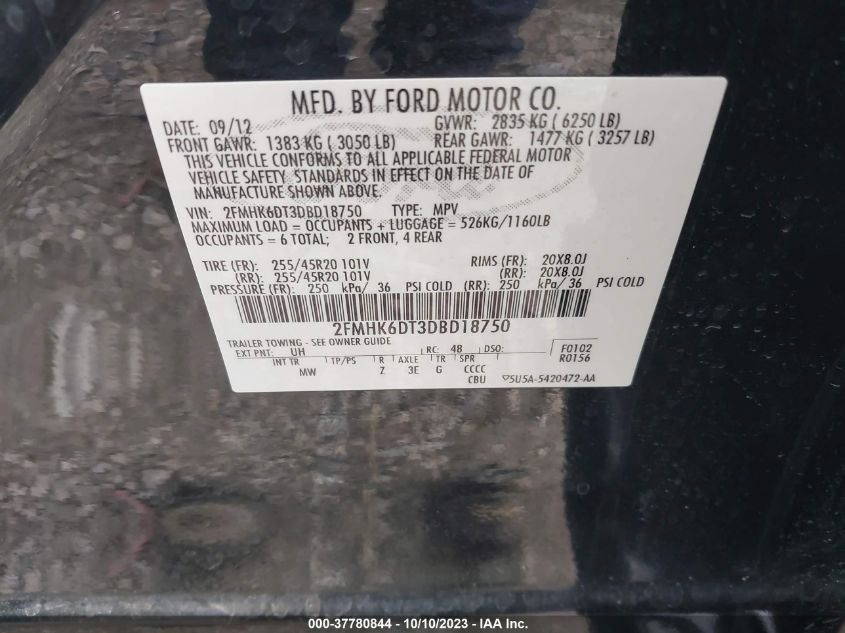 MFD. BY FORD MOTOR CO.
DATE: 09/12 GVWR: 2835 KG ( 6250 LB)
FRONT GAWR: 1383 KG ( 3050 LB) REAR GAWR: 1477 KG ( 3257 LB)
THIS VEHICLE CONFORMS TO ALL APPLICABLE FEDERAL MOTOR
VEHICLE SAFETY STANDARDS IN EFFECT ON THE DATE OF
MANUFACTURE SHOWN ABOVE.
VIN: 2FMHK6DT3DBD18750 TYPE: MPV
MAXIMUM LOAD = OCCUPANTS + LUGGAGE = 526KG/1160LB
OCCUPANTS = 6 TOTAL; 2 FRONT, 4 REAR
TIRE (FR): 255/45R20 101V RIMS (FR): 20X8.0J
(RR): 255/45R20 101V (RR): 20X8.0J
PRESSURE (FR): 250 kPa/ 36 PSI COLD (RR): 250 kPa/ 36 PSI COLD
2FMHK6DT3DBD18750
TRAILER TOWING - SEE OWNER GUIDE
EXT PNT: UH RC: 48 DSO: F0102
INT TR TP/PS R AXLE TR SPR R0156
MW Z 3E G CCCC
CBU 5U5A-5420472-AA
000-37780844 - 10/10/2023 - IAA Inc.